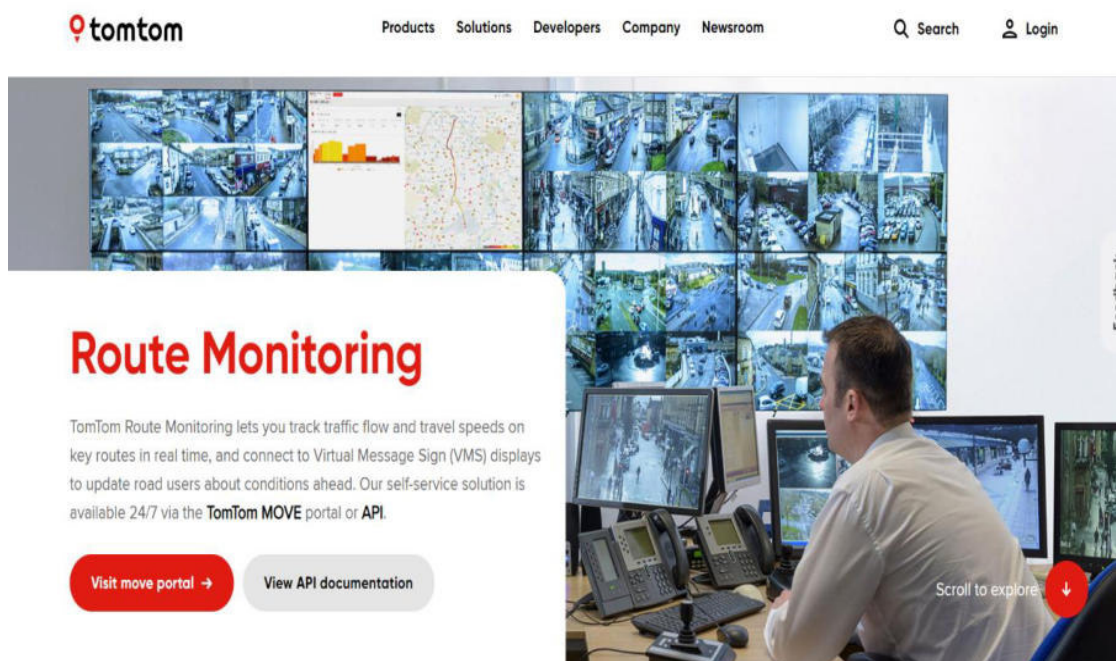 tomtom
Products Solutions Developers Company Newsroom
Search Login
Route Monitoring
TomTom Route Monitoring lets you track traffic flow and travel speeds on
key routes in real time, and connect to Virtual Message Sign (VMS) displays
to update road users about conditions ahead. Our self-service solution is
available 24/7 via the TomTom MOVE portal or API.
Visit move portal →
View API documentation
Scroll to explore